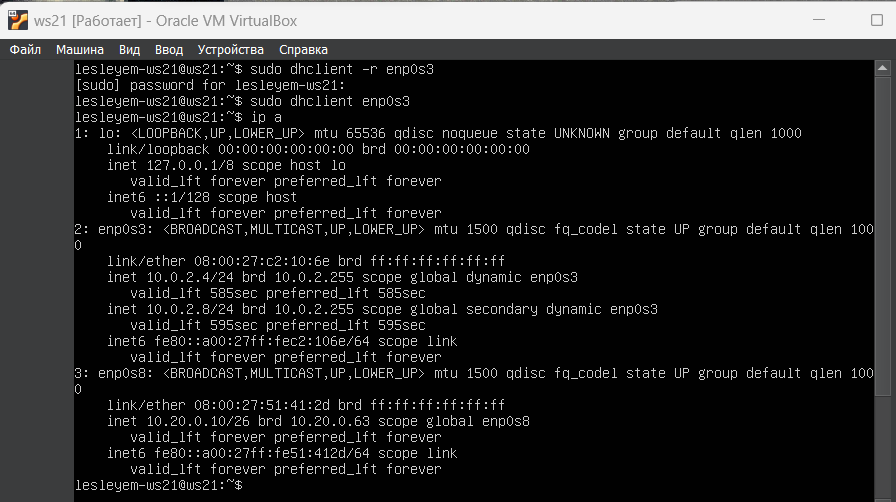 ws21 [Работает] - Oracle VM VirtualBox
Файл Машина Вид Ввод Устройства Справка
lesleyem-ws21@ws21:~$ sudo dhclient -r enp0s3
[sudo] password for lesleyem-ws21:
lesleyem-ws21@ws21:~$ sudo dhclient enp0s3
lesleyem-ws21@ws21:~$ ip a
1: lo: <LOOPBACK,UP,LOWER_UP> mtu 65536 qdisc noqueue state UNKNOWN group default qlen 1000
    link/loopback 00:00:00:00:00:00 brd 00:00:00:00:00:00
    inet 127.0.0.1/8 scope host lo
       valid_lft forever preferred_lft forever
    inet6 ::1/128 scope host
       valid_lft forever preferred_lft forever
2: enp0s3: <BROADCAST,MULTICAST,UP,LOWER_UP> mtu 1500 qdisc fq_codel state UP group default qlen 100
0
    link/ether 08:00:27:c2:10:6e brd ff:ff:ff:ff:ff:ff
    inet 10.0.2.4/24 brd 10.0.2.255 scope global dynamic enp0s3
       valid_lft 585sec preferred_lft 585sec
    inet 10.0.2.8/24 brd 10.0.2.255 scope global secondary dynamic enp0s3
       valid_lft 595sec preferred_lft 595sec
    inet6 fe80::a00:27ff:fec2:106e/64 scope link
       valid_lft forever preferred_lft forever
3: enp0s8: <BROADCAST,MULTICAST,UP,LOWER_UP> mtu 1500 qdisc fq_codel state UP group default qlen 100
0
    link/ether 08:00:27:51:41:2d brd ff:ff:ff:ff:ff:ff
    inet 10.20.0.10/26 brd 10.20.0.63 scope global enp0s8
       valid_lft forever preferred_lft forever
    inet6 fe80::a00:27ff:fe51:412d/64 scope link
       valid_lft forever preferred_lft forever
lesleyem-ws21@ws21:~$